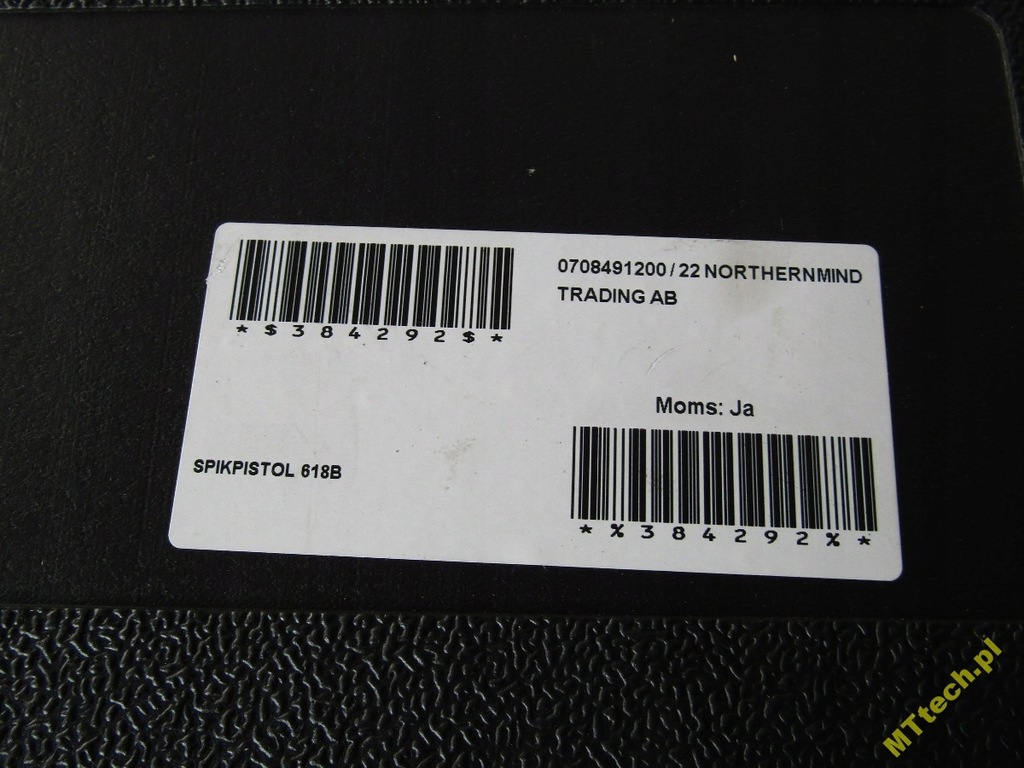 *$384292$*
0708491200 / 22 NORTHERNMIND
TRADING AB
Moms: Ja
SPIKPISTOL 618B
*%384292%*
MTtech.pl